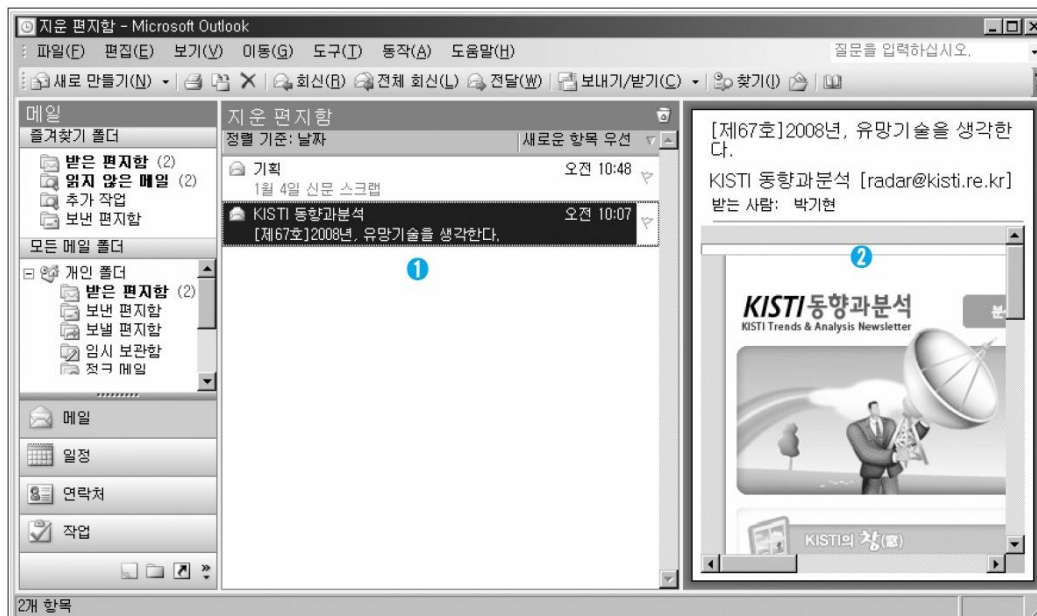 지운 편지함 - Microsoft Outlook
파일(F) 편집(E) 보기(V) 이동(G) 도구(T) 동작(A) 도움말(H) 질문을 입력하십시오.
새로 만들기(N) 회신(R) 전체 회신(L) 전달(W) 보내기/받기(C) 찾기(I)
메일
즐겨찾기 폴더
받은 편지함 (2)
읽지 않은 메일 (2)
추가 작업
보낸 편지함
모든 메일 폴더
개인 폴더
받은 편지함 (2)
보낸 편지함
보낼 편지함
임시 보관함
정크 메일
메일
일정
연락처
작업
지운 편지함
정렬 기준: 날짜 새로운 항목 우선
기획 오전 10:48
1월 4일 신문 스크랩
KISTI 동향과분석 오전 10:07
[제67호]2008년, 유망기술을 생각한다.
1
[제67호]2008년, 유망기술을 생각한
다.
KISTI 동향과분석 [radar@kisti.re.kr]
받는 사람: 박기현
2
KISTI 동향과분석
KISTI Trends & Analysis Newsletter
KISTI의 창(窓)
2개 항목